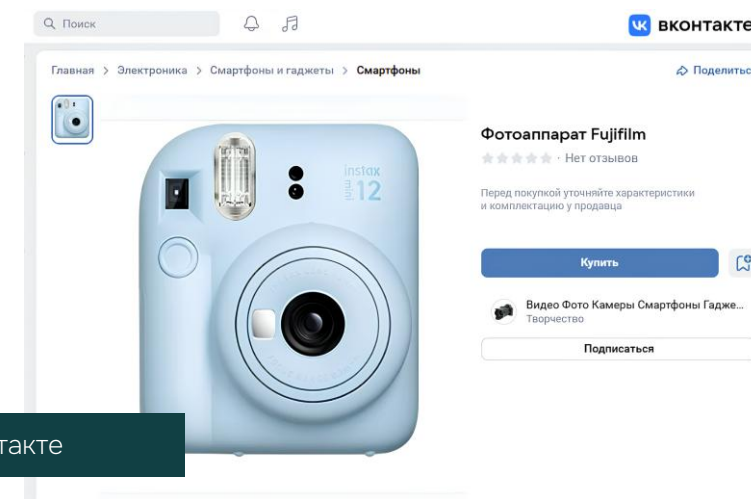 Поиск
вконтакте
Главная > Электроника > Смартфоны и гаджеты > Смартфоны
Поделитьс
instax
mini 12
Фотоаппарат Fujifilm
· Нет отзывов
Перед покупкой уточняйте характеристики
и комплектацию у продавца
Купить
Видео Фото Камеры Смартфоны Гадже...
Творчество
Подписаться
такте